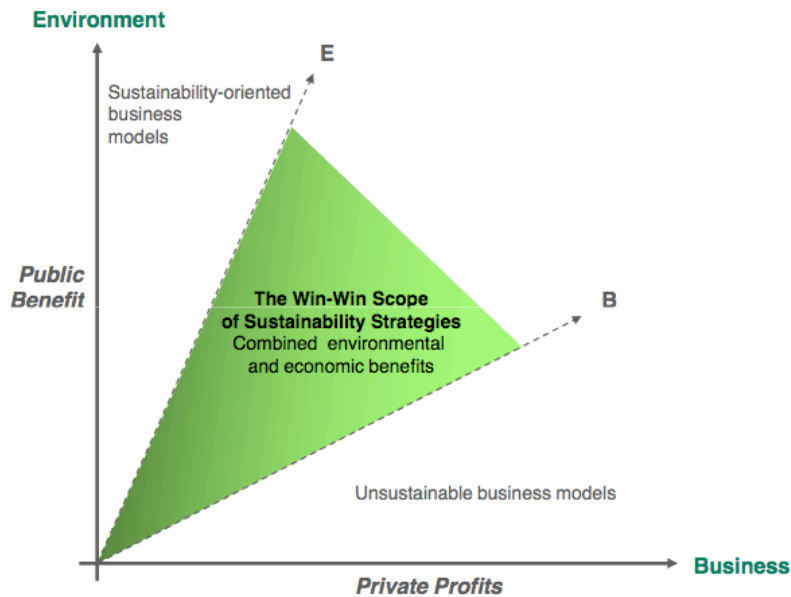 Environment
E
Sustainability-oriented
business
models
Public
Benefit
The Win-Win Scope
of Sustainability Strategies
Combined environmental
and economic benefits
B
Unsustainable business models
Business
Private Profits